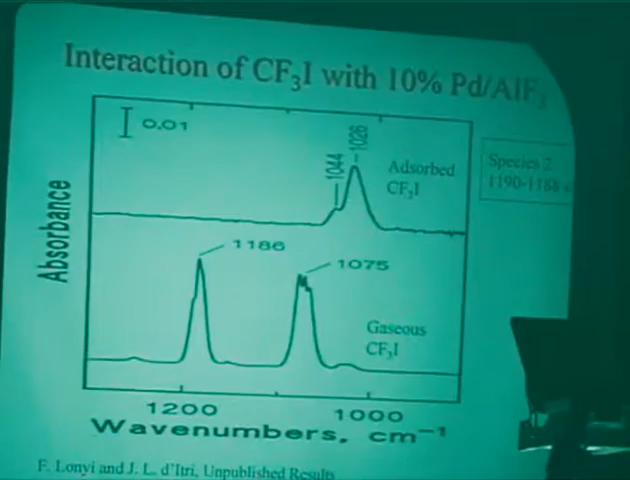 Interaction of CF₃I with 10% Pd/AlF₃
0.01
1044
1026
Adsorbed
CF₃I
Species 2
1190-1188
Absorbance
1186
1075
Gaseous
CF₃I
1200
1000
Wavenumbers, cm⁻¹
F. Lonyi and J. L. d'Itri, Unpublished Results